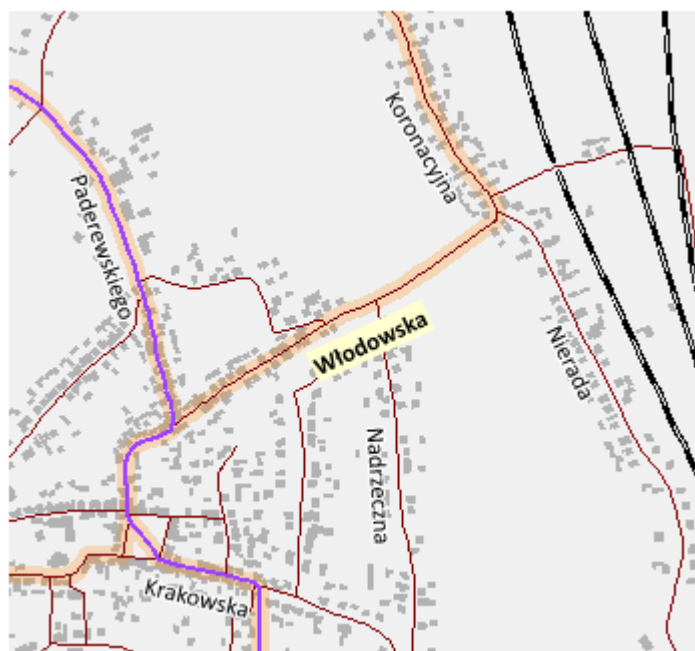 Koronacyjna
Paderewskiego
Włodowska
Nierada
Nadrzeczna
Krakowska